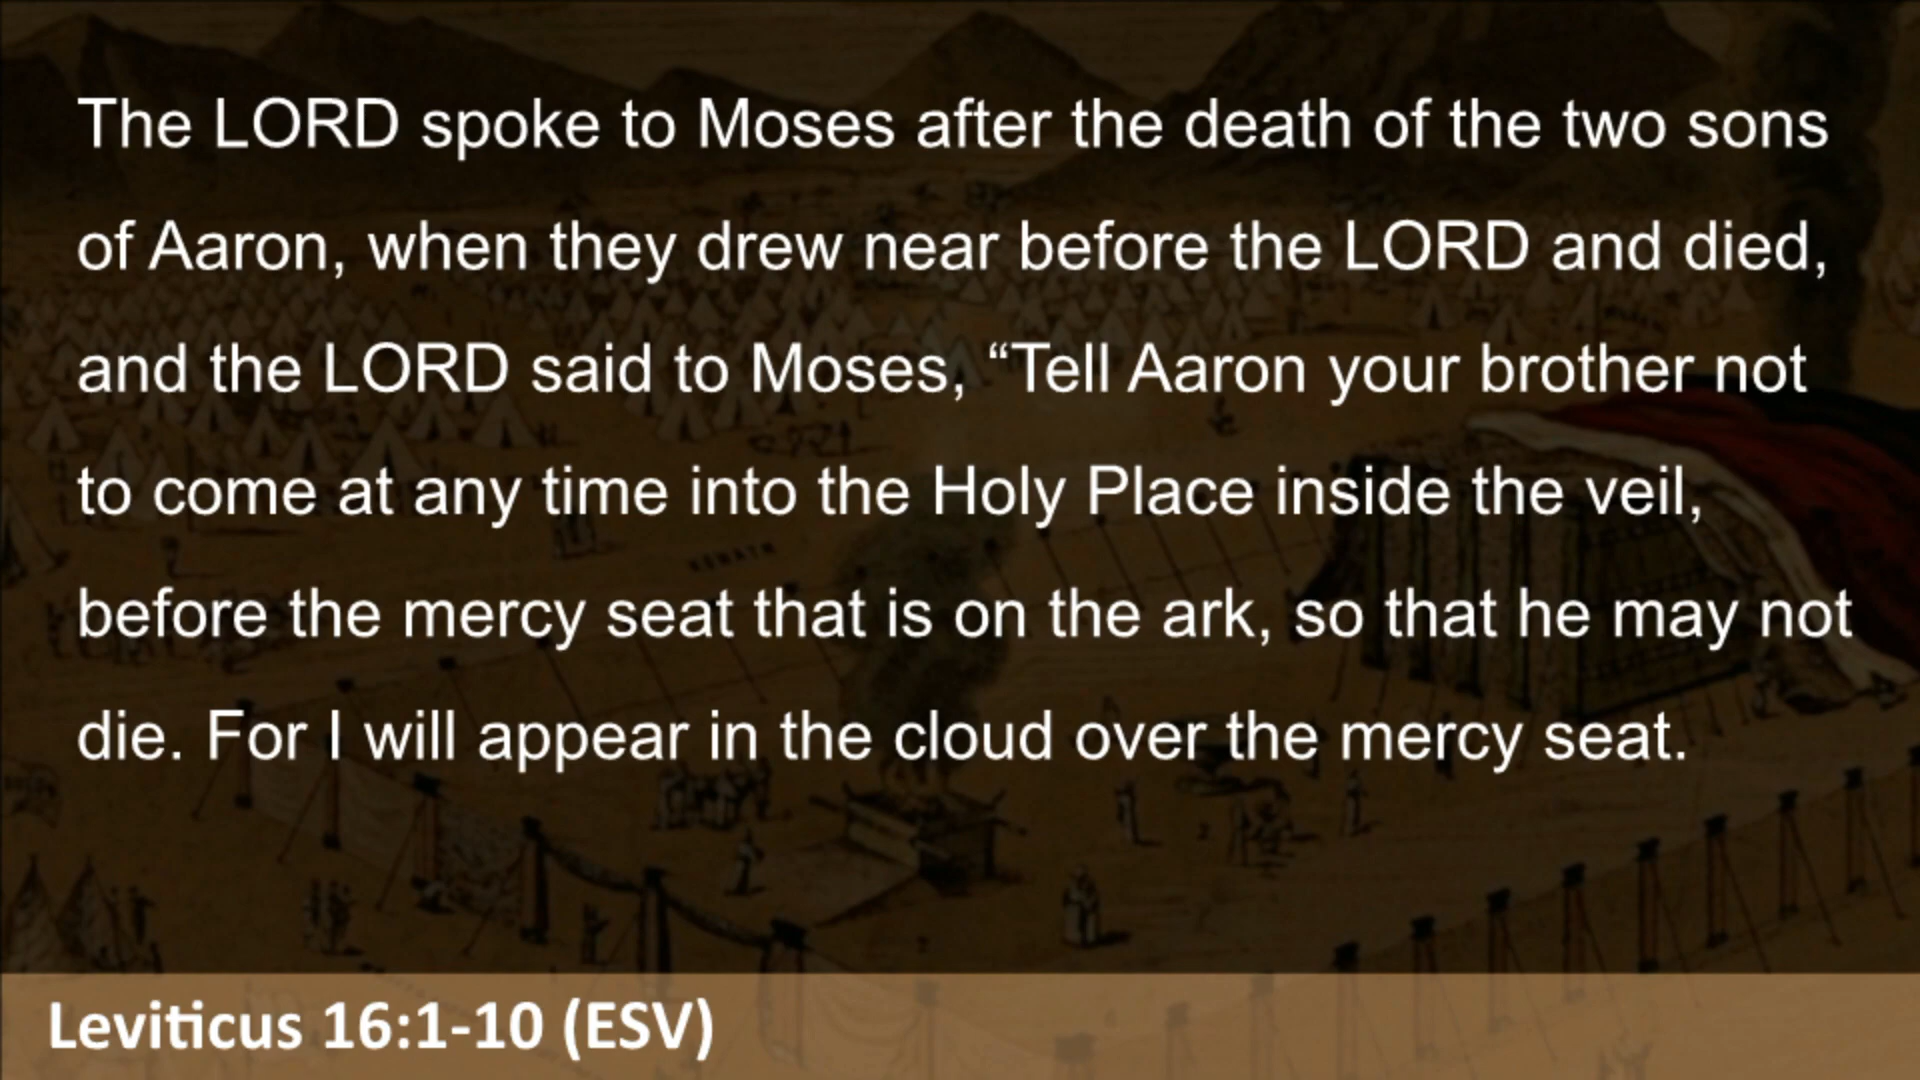 The LORD spoke to Moses after the death of the two sons
of Aaron, when they drew near before the LORD and died,
and the LORD said to Moses, “Tell Aaron your brother not
to come at any time into the Holy Place inside the veil,
before the mercy seat that is on the ark, so that he may not
die. For I will appear in the cloud over the mercy seat.
Leviticus 16:1-10 (ESV)